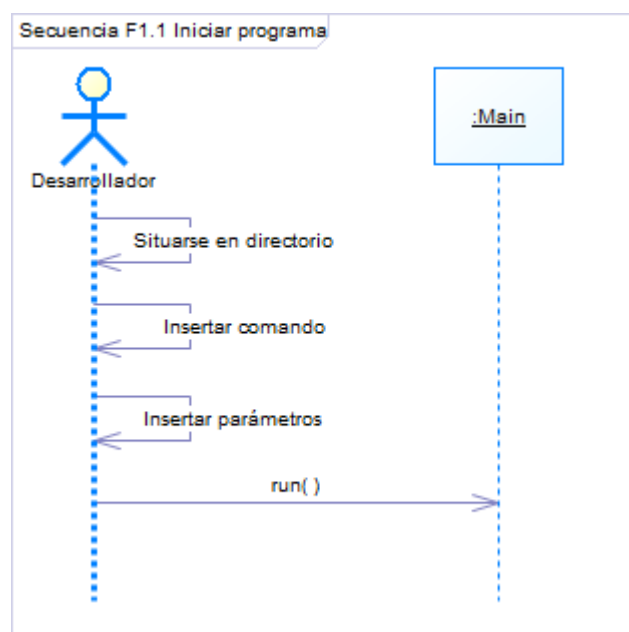 Secuencia F1.1 Iniciar programa
:Main
Desarrollador
Situarse en directorio
Insertar comando
Insertar parámetros
run( )